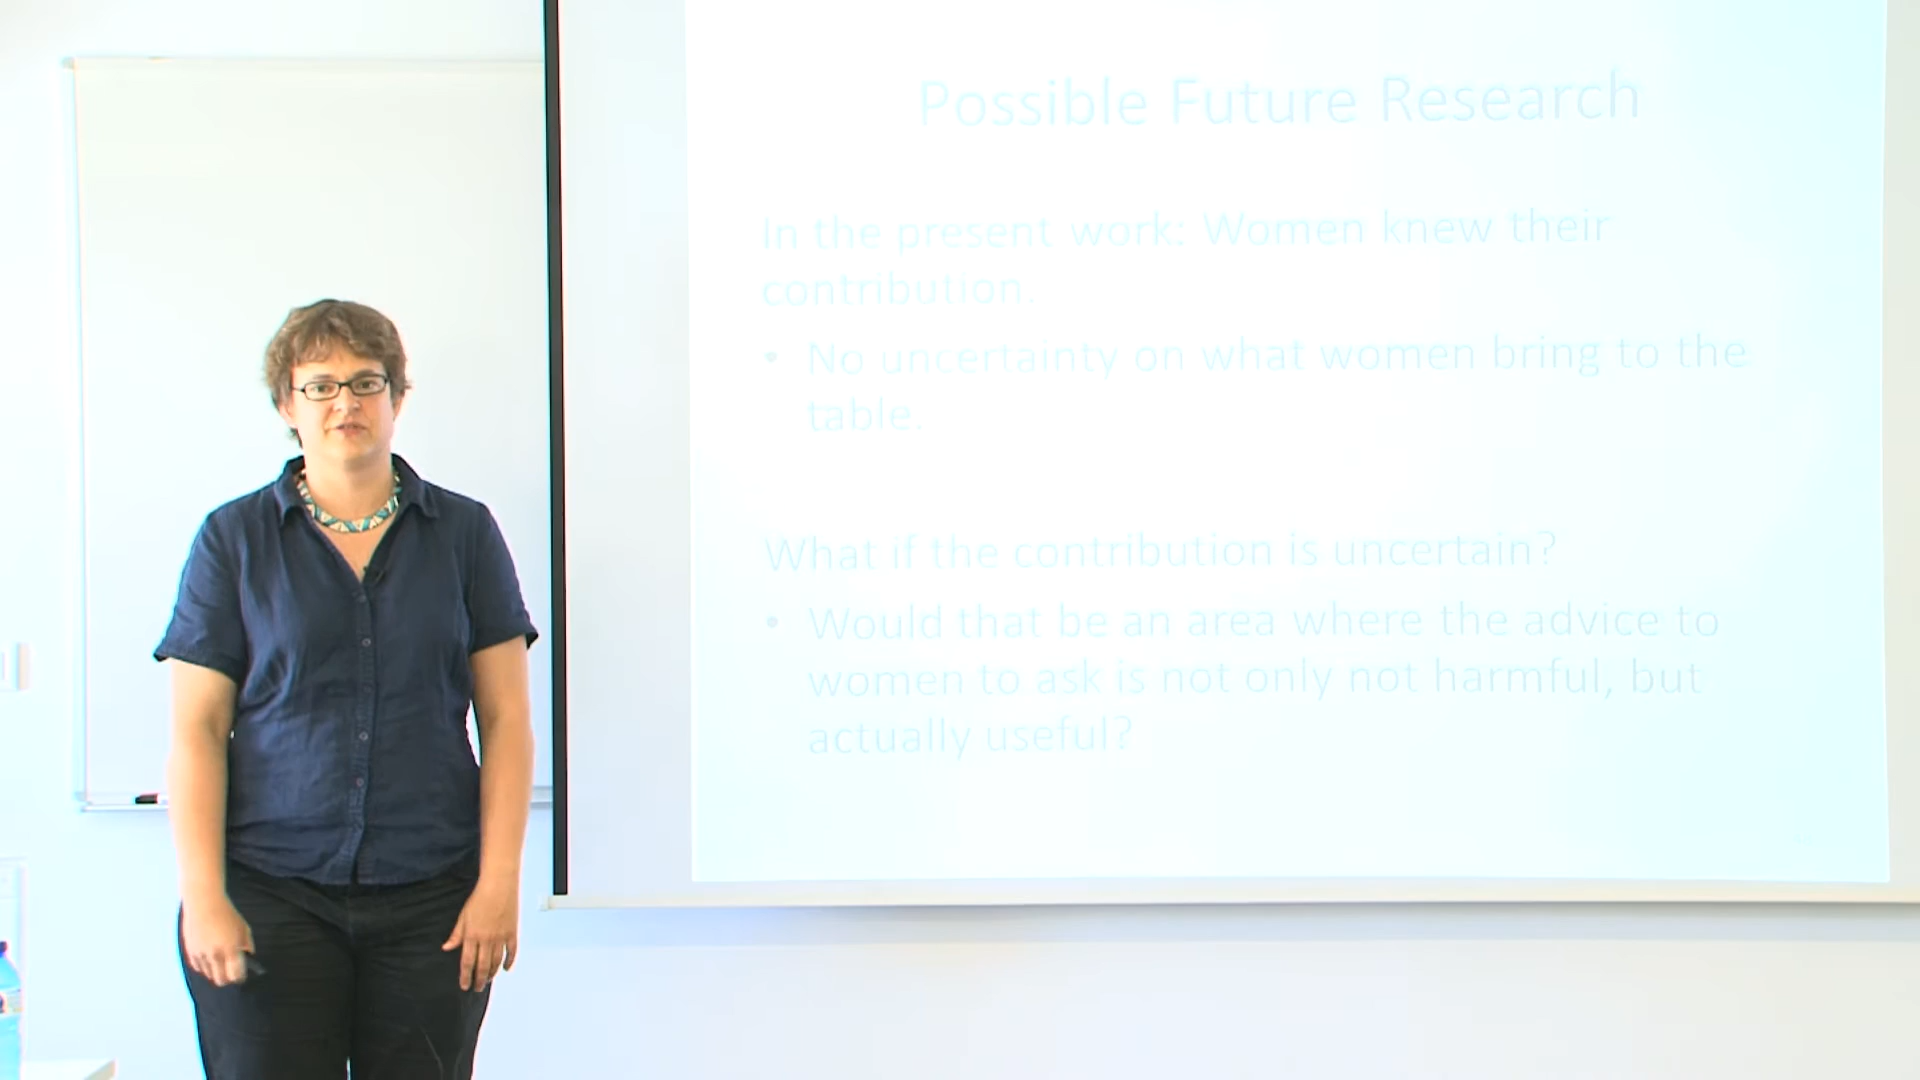 Possible Future Research
In the present work: Women knew their
contribution.
• No uncertainty on what women bring to the
table.
What if the contribution is uncertain?
• Would that be an area where the advice to
women to ask is not only not harmful, but
actually useful?